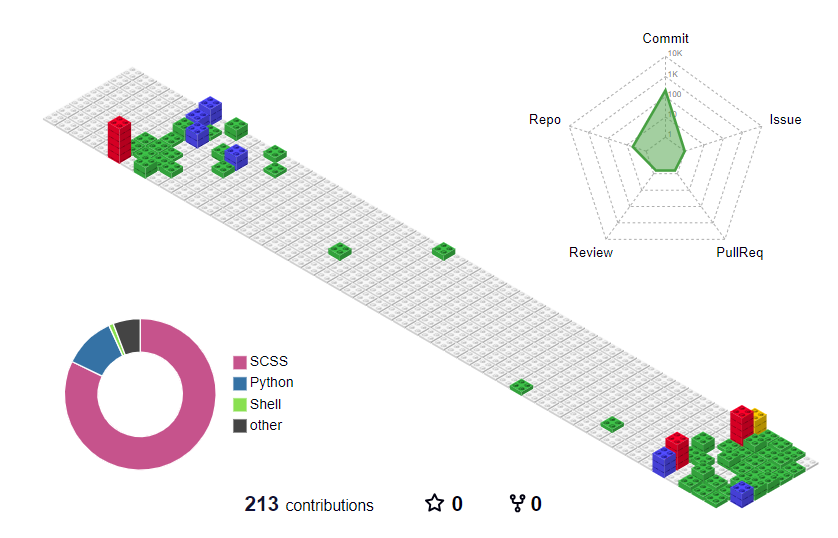 Commit
10K
1K
100
Repo
Issue
Review
PullReq
SCSS
Python
Shell
other
213 contributions
0
0